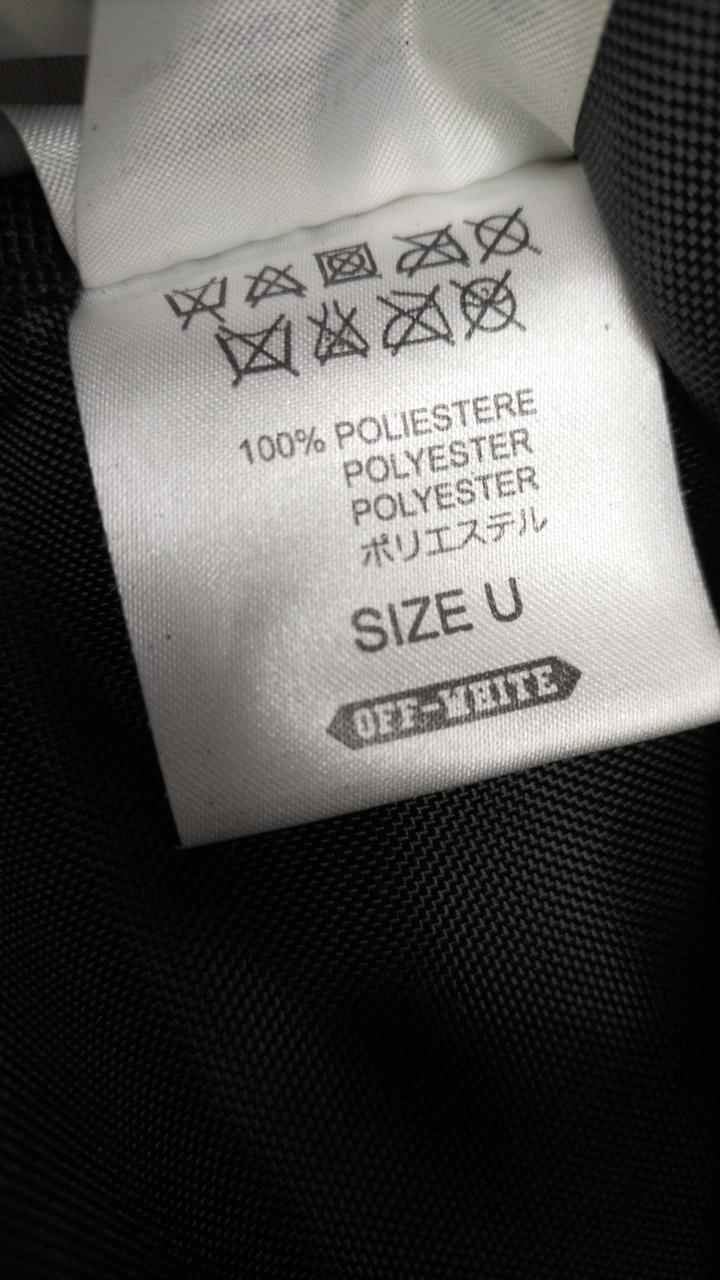 100% POLIESTERE
POLYESTER
POLYESTER
ポリエステル
SIZE U
OFF-WHITE